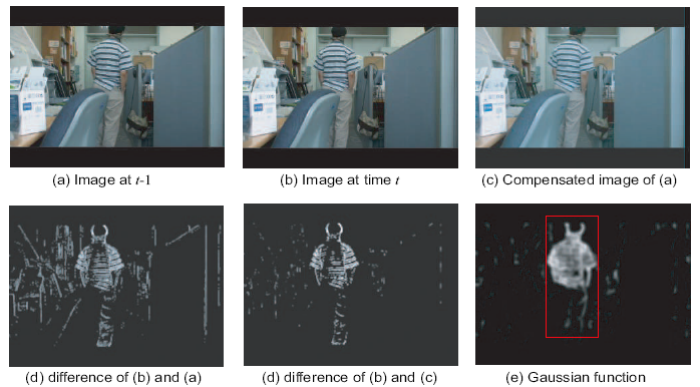 (a) Image at t-1
(b) Image at time t
(c) Compensated image of (a)
(d) difference of (b) and (a)
(d) difference of (b) and (c)
(e) Gaussian function